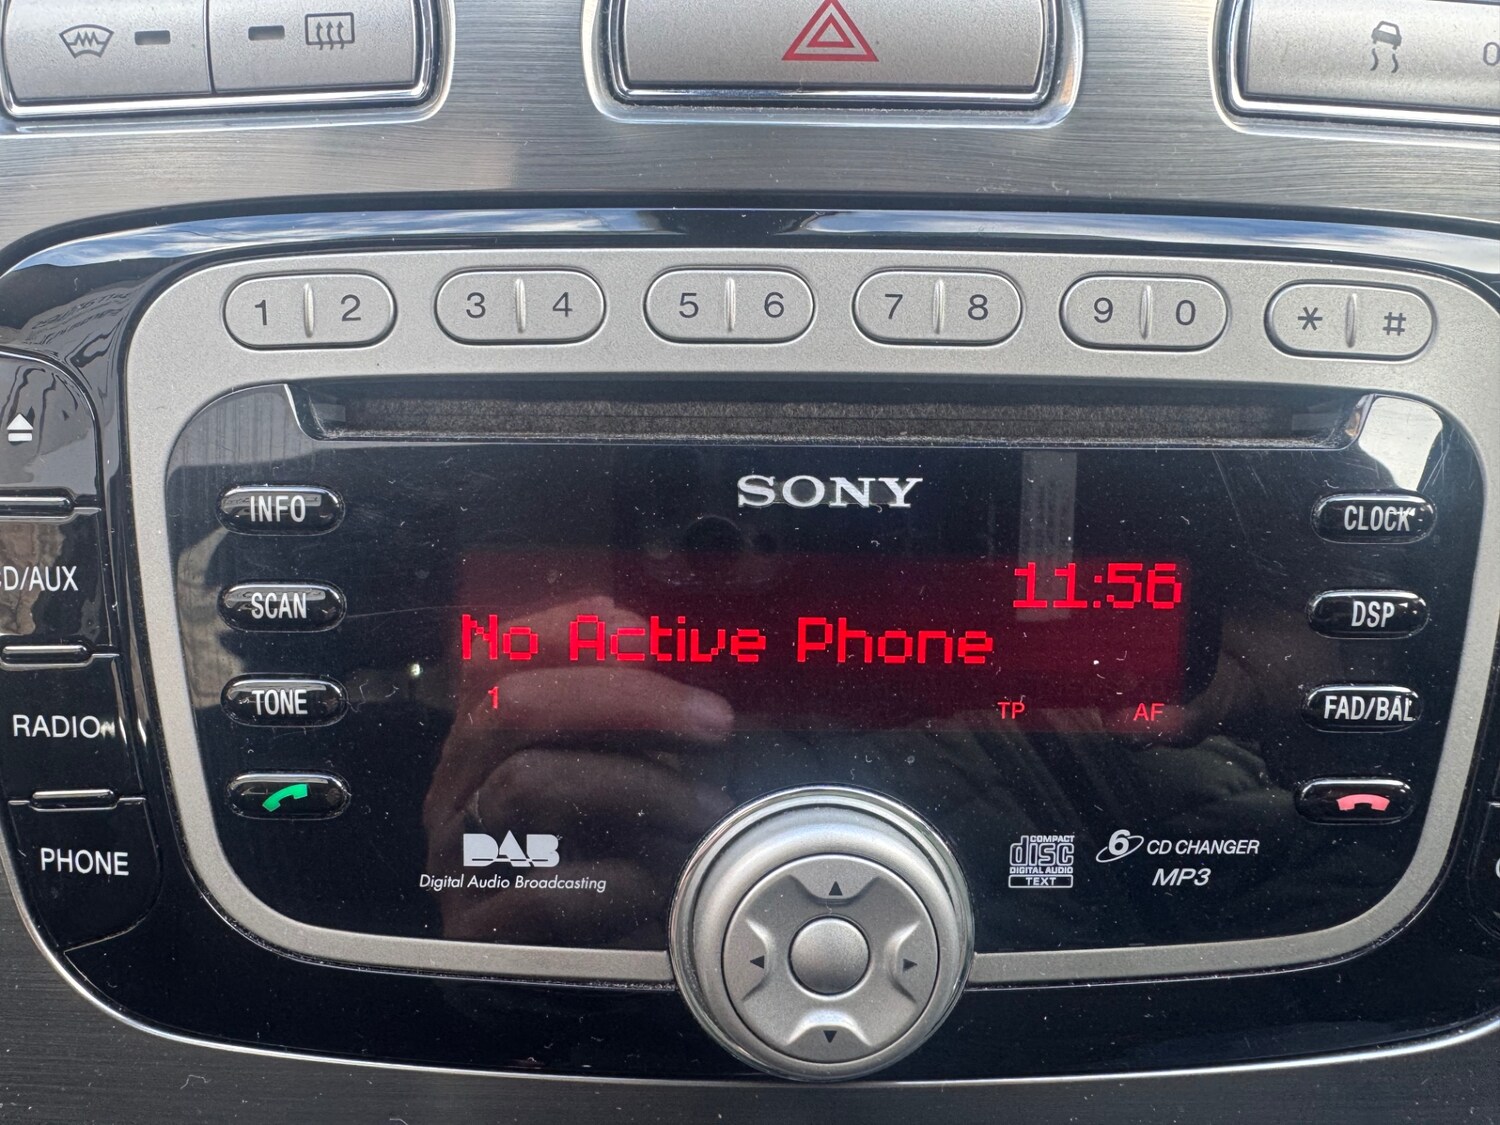 1 2 3 4 5 6 7 8 9 0 * #
SONY
INFO
CLOCK
11:56
CD/AUX
SCAN
DSP
No Active Phone
TONE
1
TP
AF
FAD/BAL
RADIO
PHONE
DAB
Digital Audio Broadcasting
COMPACT
disc
DIGITAL AUDIO
TEXT
6 CD CHANGER
MP3